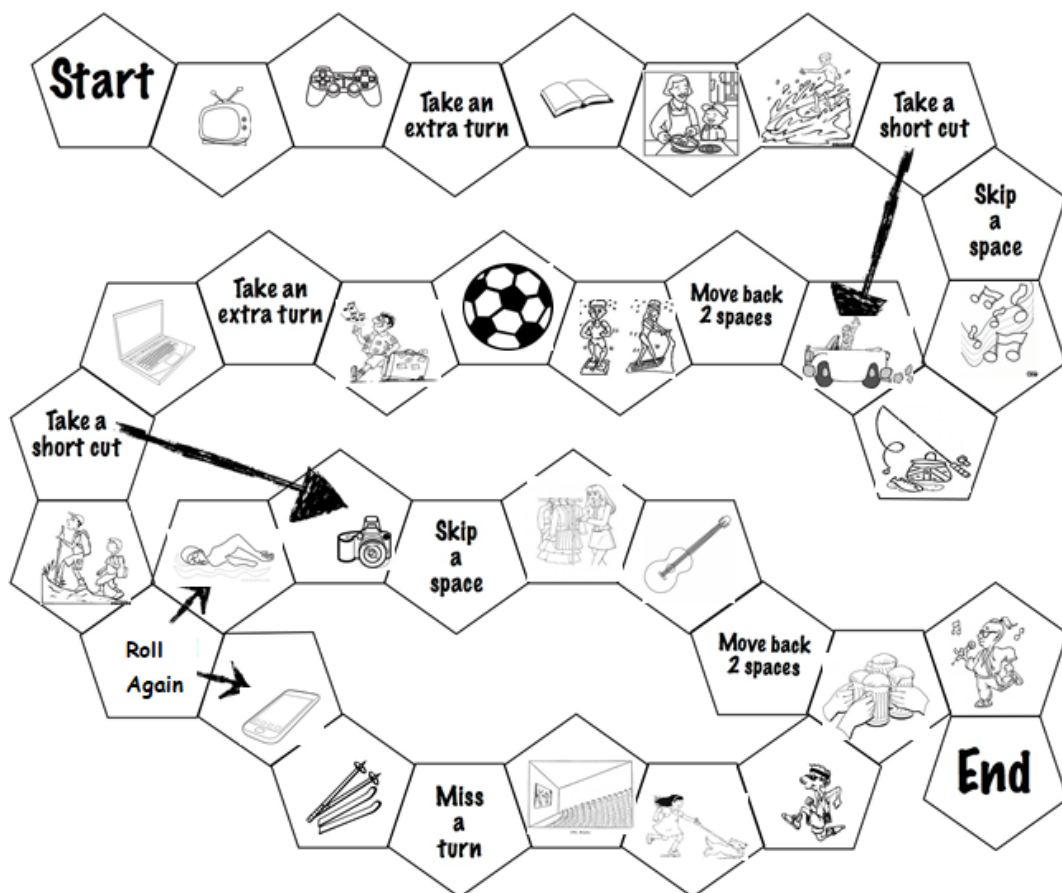 Start
Take an
extra turn
Take a
short cut
Skip
a
space
Move back
2 spaces
Take an
extra turn
Take a
short cut
Skip
a
space
Roll
Again
Move back
2 spaces
Miss
a
turn
End